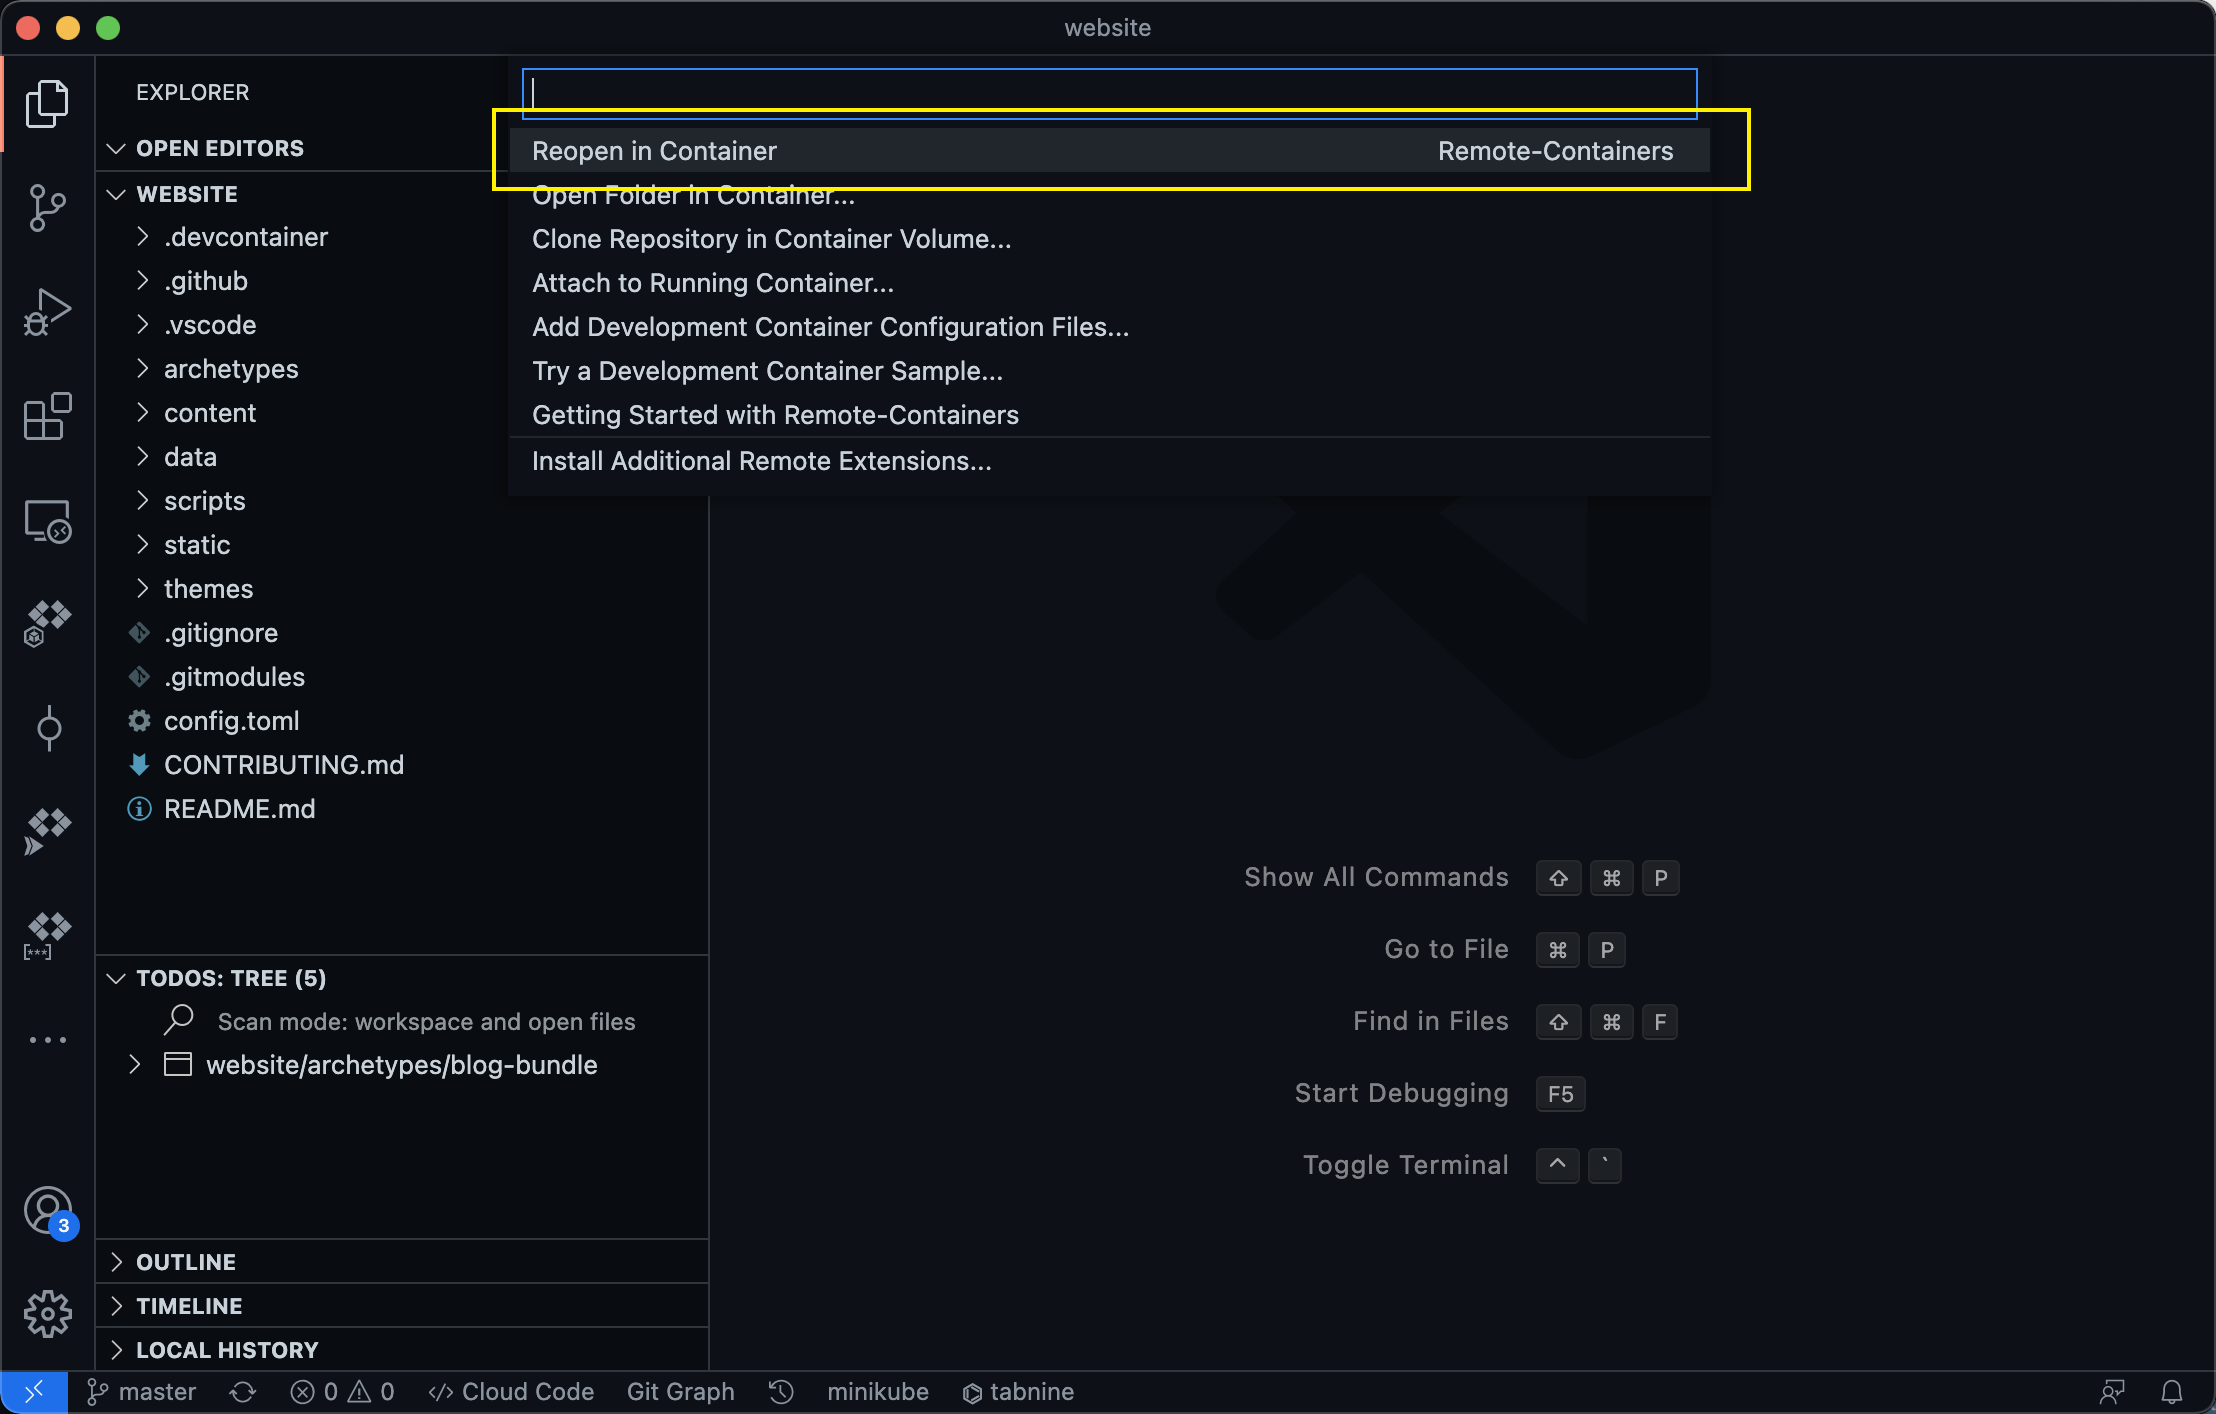 website
EXPLORER
OPEN EDITORS
WEBSITE
.devcontainer
.github
.vscode
archetypes
content
data
scripts
static
themes
.gitignore
.gitmodules
config.toml
CONTRIBUTING.md
README.md
TODOS: TREE (5)
Scan mode: workspace and open files
website/archetypes/blog-bundle
3
OUTLINE
TIMELINE
LOCAL HISTORY
Reopen in Container Remote-Containers
Open Folder in Container...
Clone Repository in Container Volume...
Attach to Running Container...
Add Development Container Configuration Files...
Try a Development Container Sample...
Getting Started with Remote-Containers
Install Additional Remote Extensions...
Show All Commands ⇧ ⌘ P
Go to File ⌘ P
Find in Files ⇧ ⌘ F
Start Debugging F5
Toggle Terminal ^ `
master 0 0 Cloud Code Git Graph minikube tabnine